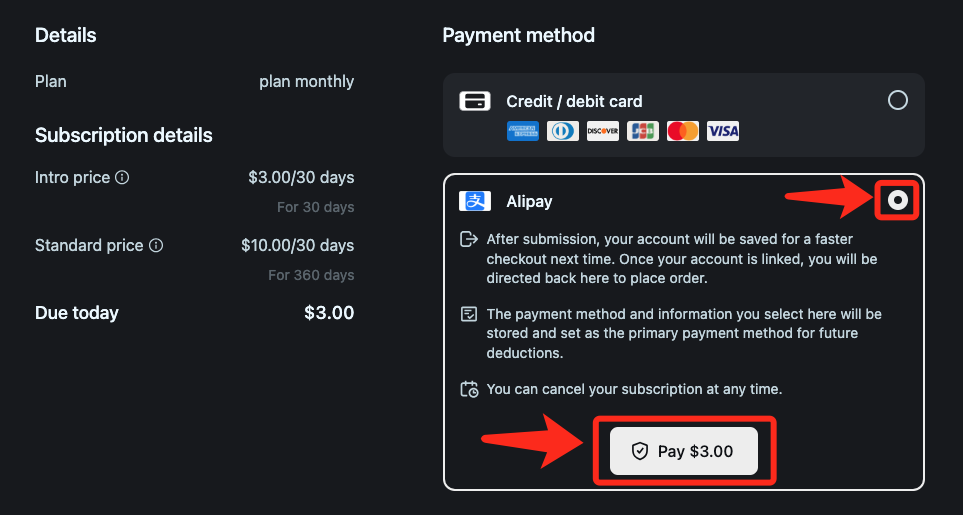 Details
Plan plan monthly
Subscription details
Intro price $3.00/30 days
For 30 days
Standard price $10.00/30 days
For 360 days
Due today $3.00
Payment method
Credit / debit card
AMERICAN EXPRESS DISCOVER JCB VISA
支 Alipay
After submission, your account will be saved for a faster
checkout next time. Once your account is linked, you will be
directed back here to place order.
The payment method and information you select here will be
stored and set as the primary payment method for future
deductions.
You can cancel your subscription at any time.
Pay $3.00